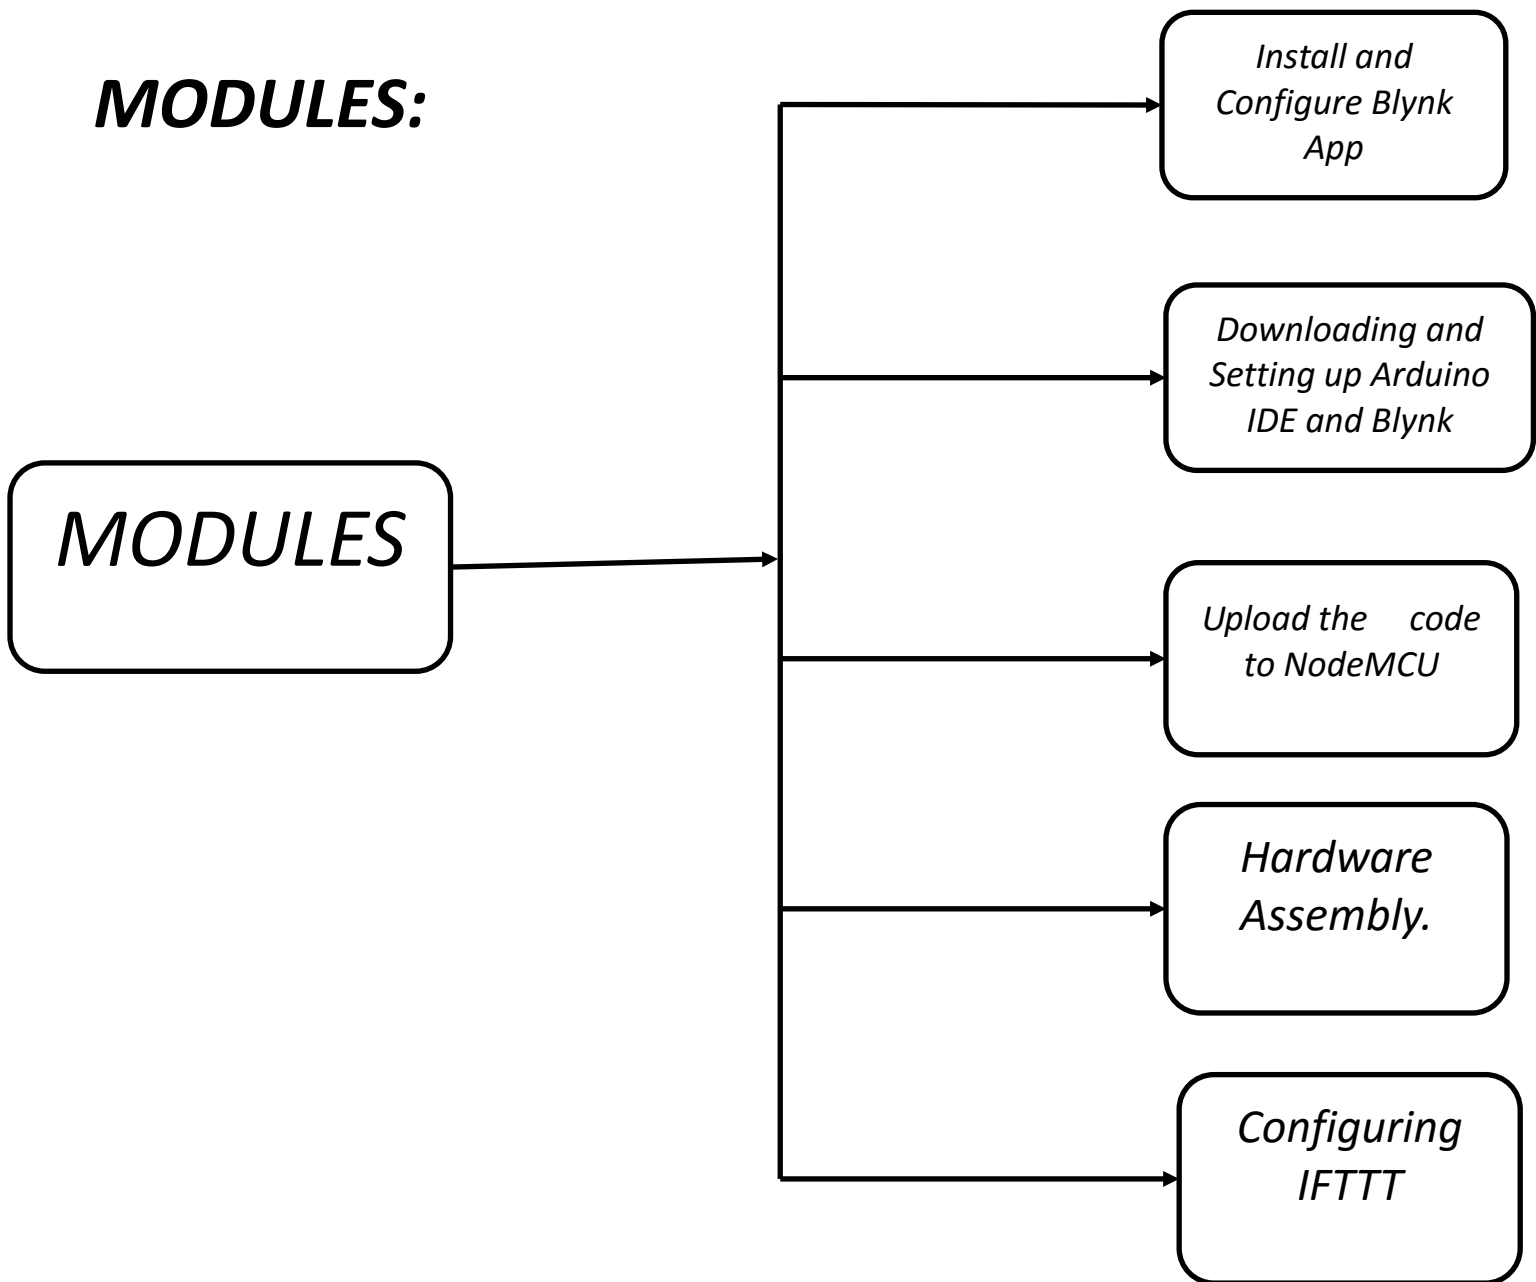 MODULES:
Install and
Configure Blynk
App
Downloading and
Setting up Arduino
IDE and Blynk
MODULES
Upload the code
to NodeMCU
Hardware
Assembly.
Configuring
IFTTT